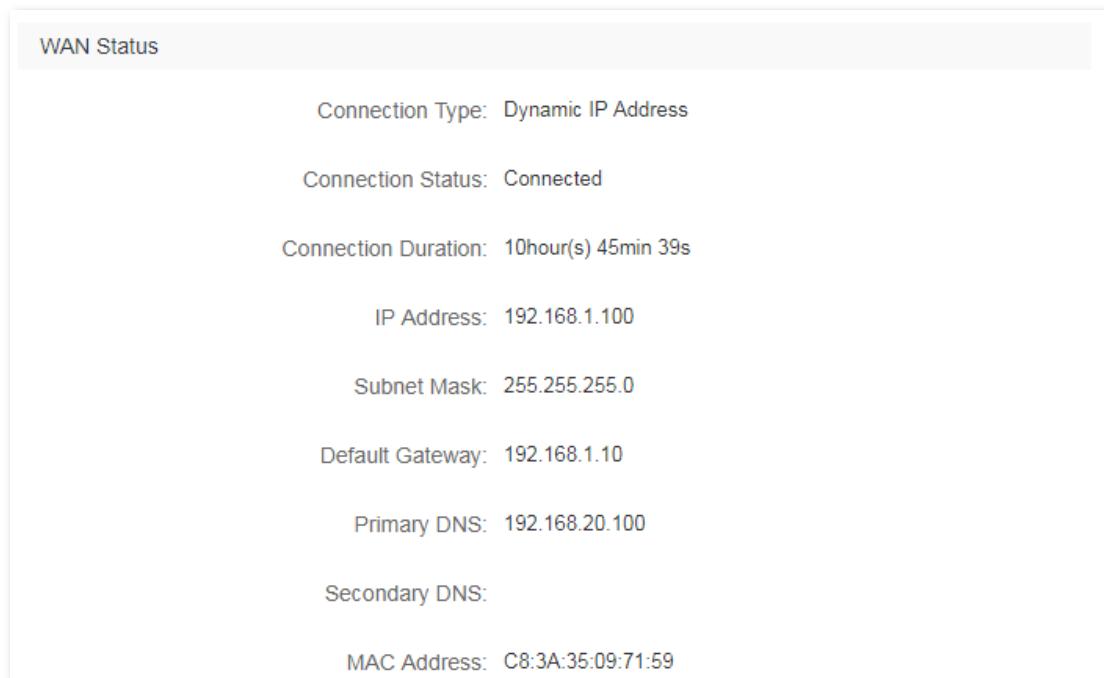 WAN Status
Connection Type: Dynamic IP Address
Connection Status: Connected
Connection Duration: 10hour(s) 45min 39s
IP Address: 192.168.1.100
Subnet Mask: 255.255.255.0
Default Gateway: 192.168.1.10
Primary DNS: 192.168.20.100
Secondary DNS:
MAC Address: C8:3A:35:09:71:59